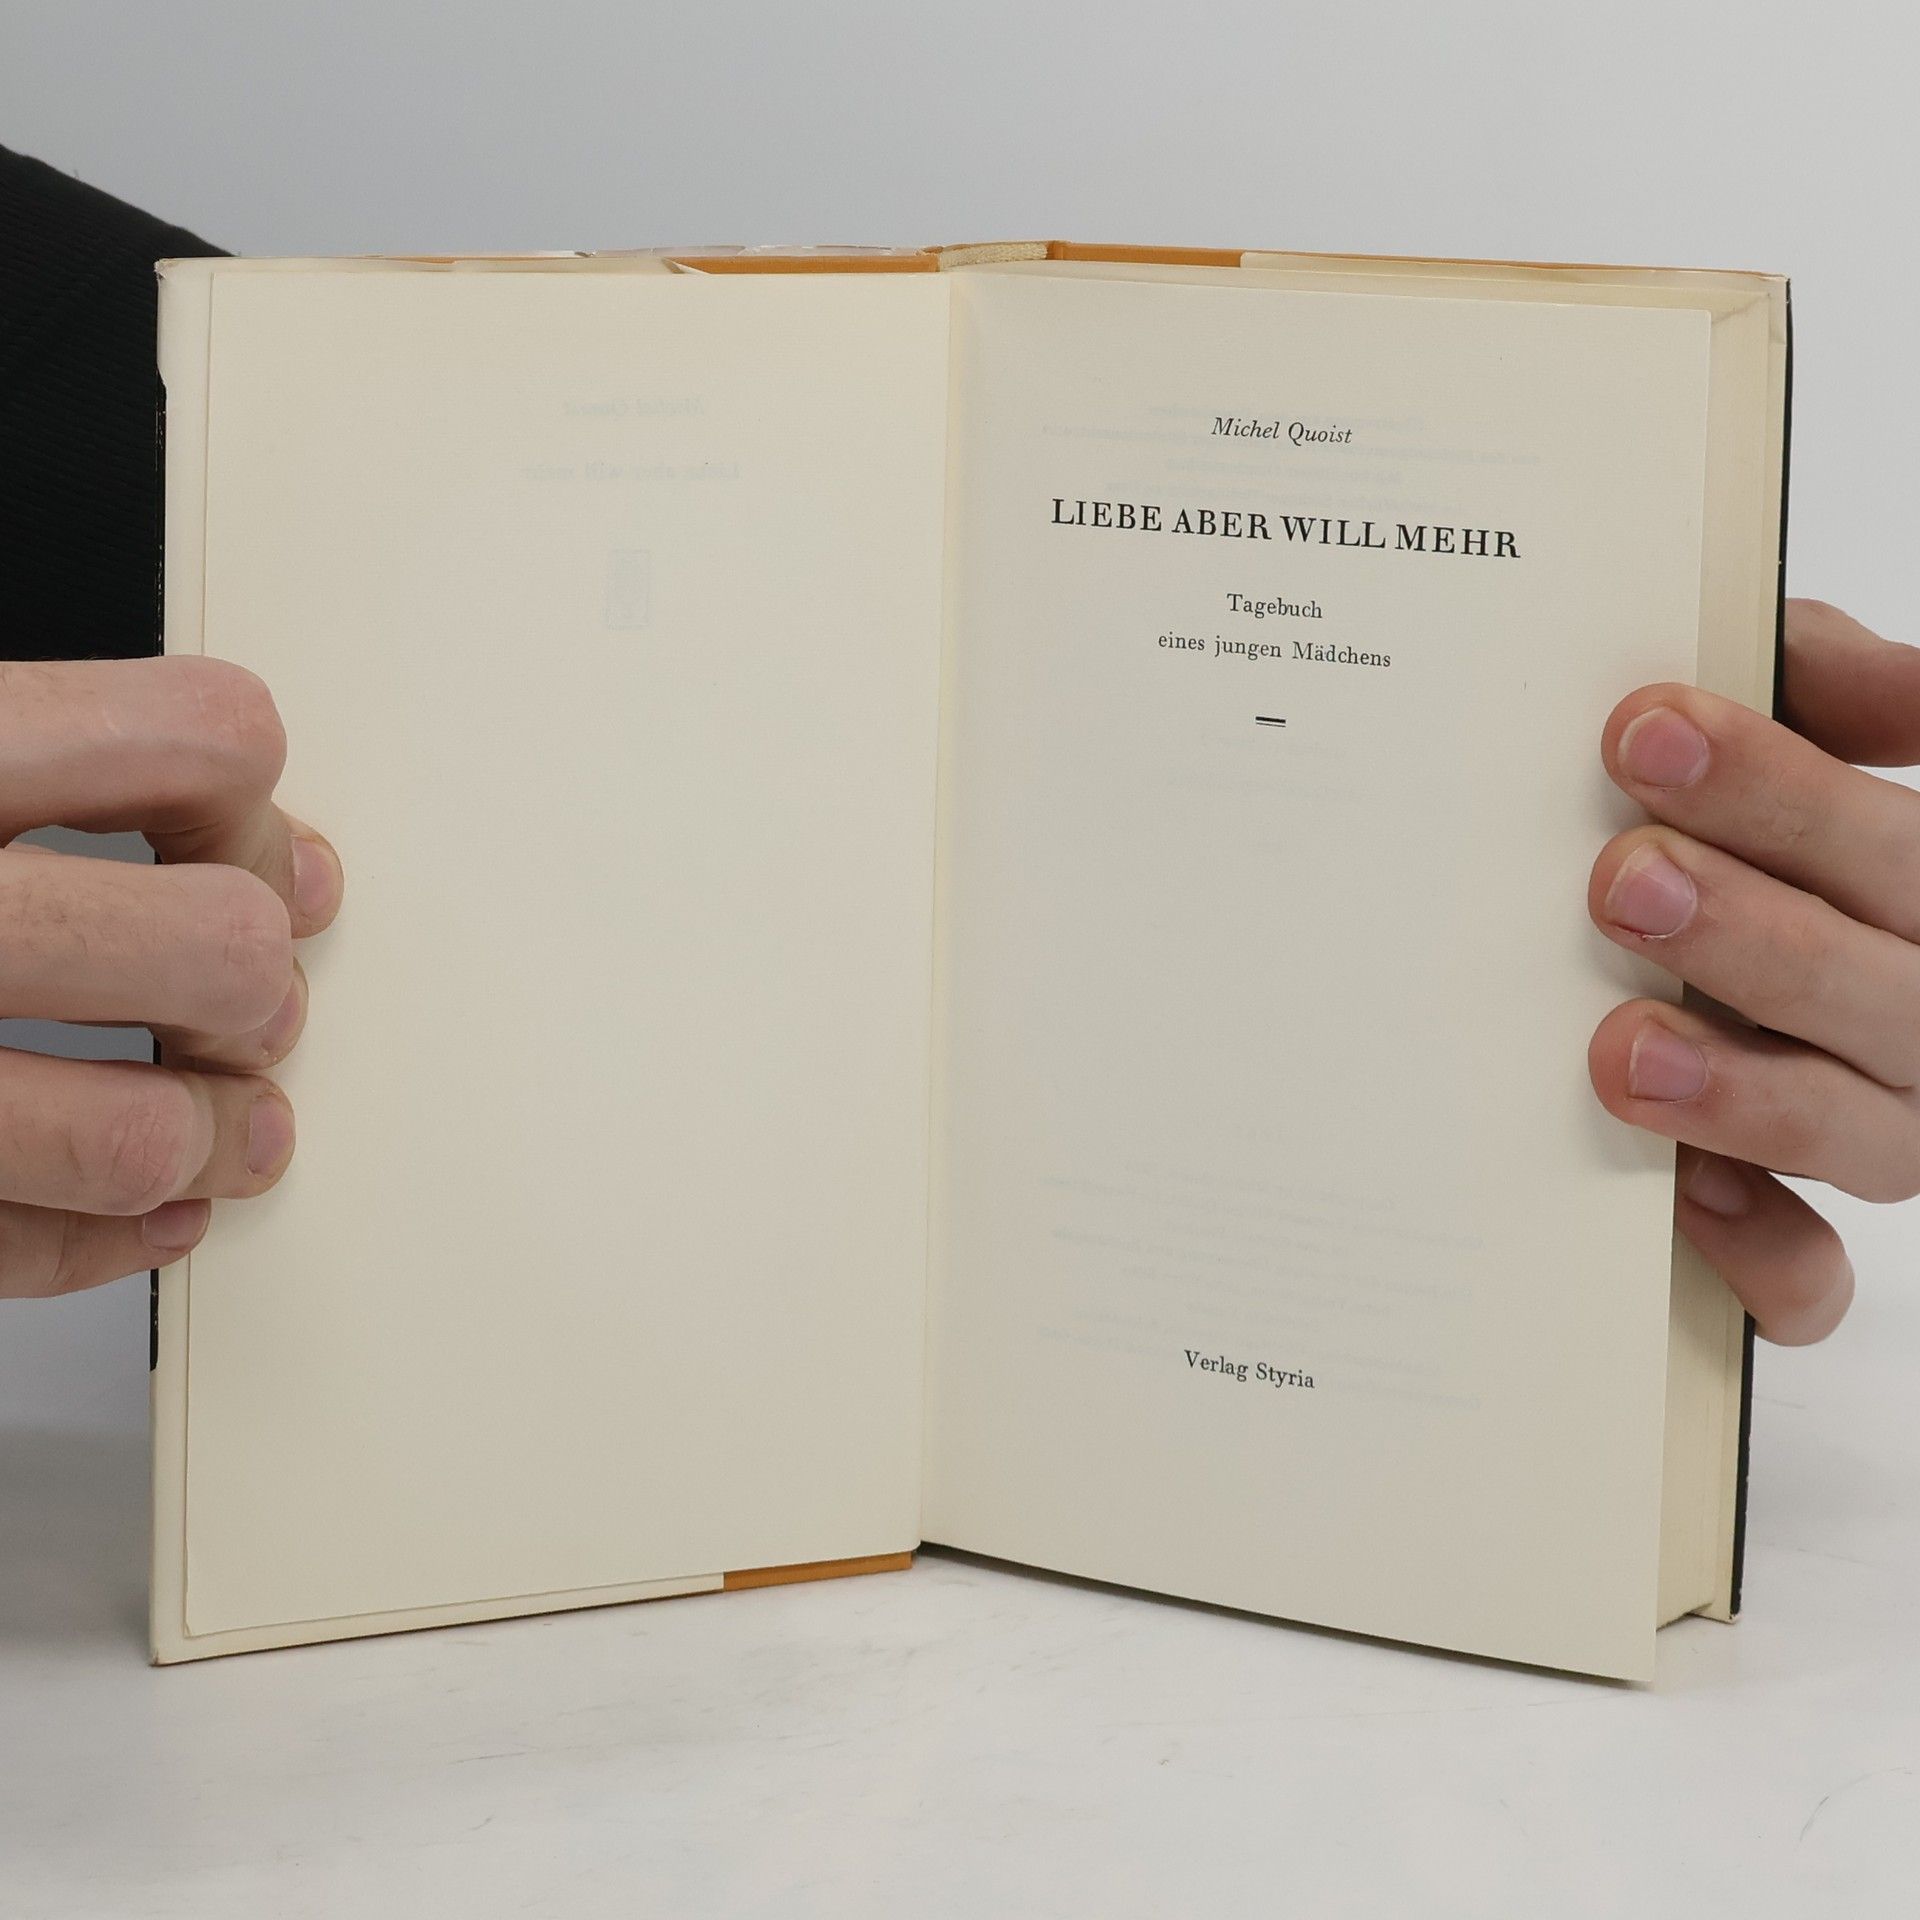 Michel Quoist
LIEBE ABER WILL MEHR
Tagebuch
eines jungen Mädchens
Verlag Styria